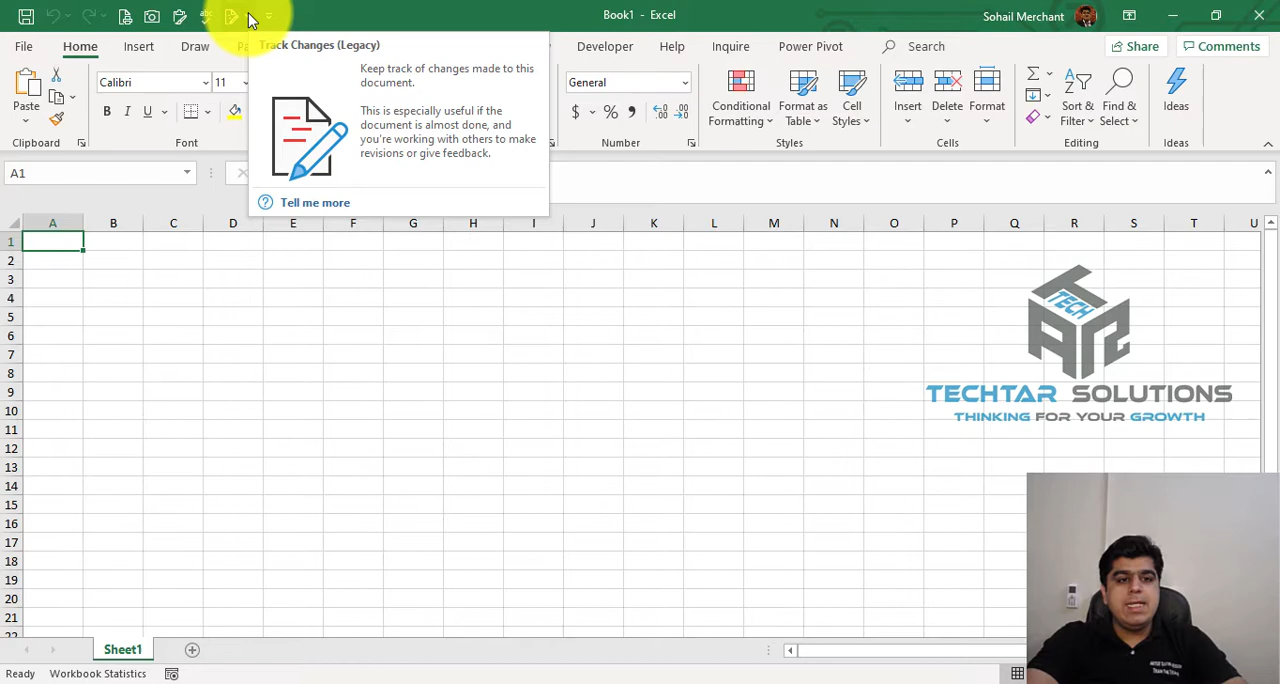 Book1 - Excel
Sohail Merchant
File Home Insert Draw Pa Developer Help Inquire Power Pivot Search Share Comments
Track Changes (Legacy)
Keep track of changes made to this
document.
This is especially useful if the
document is almost done, and
you're working with others to make
revisions or give feedback.
Tell me more
Paste
Calibri 11
B I U
General
$ % ,
Conditional
Formatting
Format as
Table
Cell
Styles
Insert Delete Format
Sort &
Filter
Find &
Select
Ideas
Clipboard Font Number Styles Cells Editing Ideas
A1
A B C D E F G H I J K L M N O P Q R S T U
1
2
3
4
5
6
7
8
9
10
11
12
13
14
15
16
17
18
19
20
21
22
TECH
TECHTAR SOLUTIONS
THINKING FOR YOUR GROWTH
Sheet1
Ready Workbook Statistics